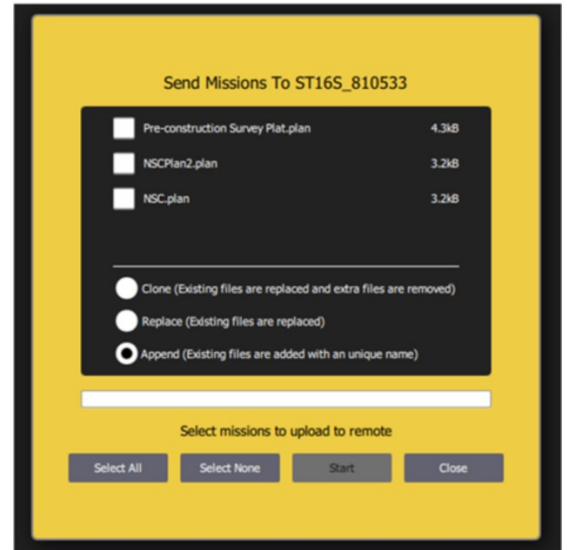 Send Missions To ST16S_810533
Pre-construction Survey Plat.plan 4.3kB
NSCPlan2.plan 3.2kB
NSC.plan 3.2kB
Clone (Existing files are replaced and extra files are removed)
Replace (Existing files are replaced)
Append (Existing files are added with an unique name)
Select missions to upload to remote
Select All Select None Start Close